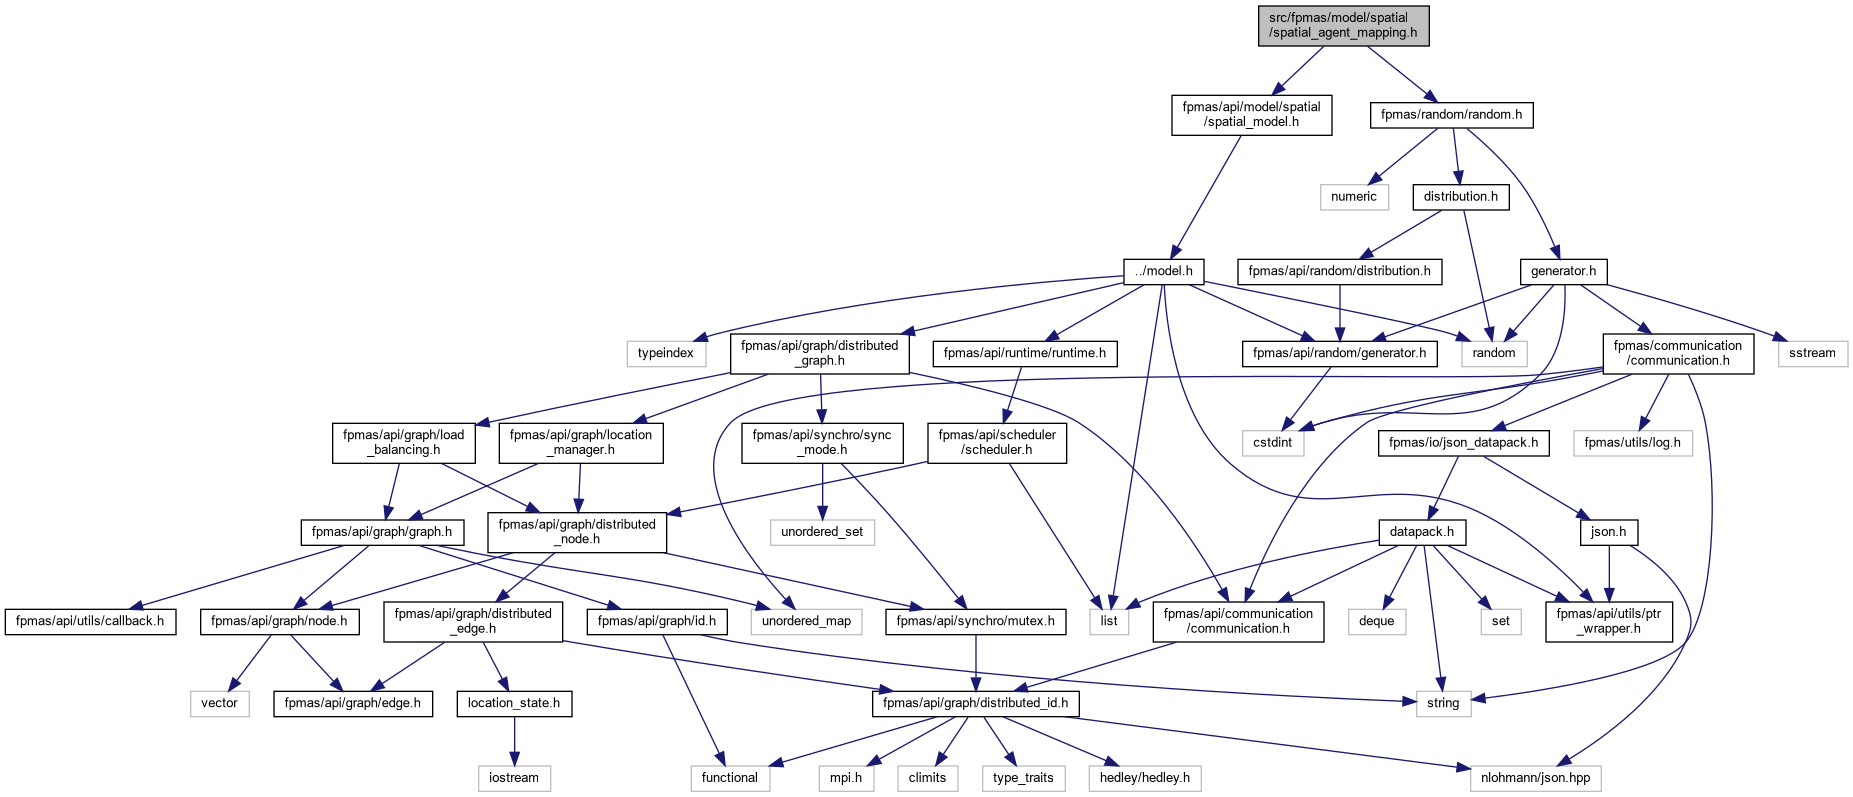 src/fpmas/model/spatial
/spatial_agent_mapping.h
fpmas/api/model/spatial
/spatial_model.h
fpmas/random/random.h
numeric
distribution.h
../model.h
fpmas/api/random/distribution.h
generator.h
typeindex
fpmas/api/graph/distributed
_graph.h
fpmas/api/runtime/runtime.h
fpmas/api/random/generator.h
random
fpmas/communication
/communication.h
sstream
fpmas/api/graph/load
_balancing.h
fpmas/api/graph/location
_manager.h
fpmas/api/synchro/sync
_mode.h
fpmas/api/scheduler
/scheduler.h
cstdint
fpmas/io/json_datapack.h
fpmas/utils/log.h
fpmas/api/graph/graph.h
fpmas/api/graph/distributed
_node.h
unordered_set
datapack.h
json.h
fpmas/api/utils/callback.h
fpmas/api/graph/node.h
fpmas/api/graph/distributed
_edge.h
fpmas/api/graph/id.h
unordered_map
fpmas/api/synchro/mutex.h
list
fpmas/api/communication
/communication.h
deque
set
fpmas/api/utils/ptr
_wrapper.h
vector
fpmas/api/graph/edge.h
location_state.h
fpmas/api/graph/distributed_id.h
string
iostream
functional
mpi.h
climits
type_traits
hedley/hedley.h
nlohmann/json.hpp